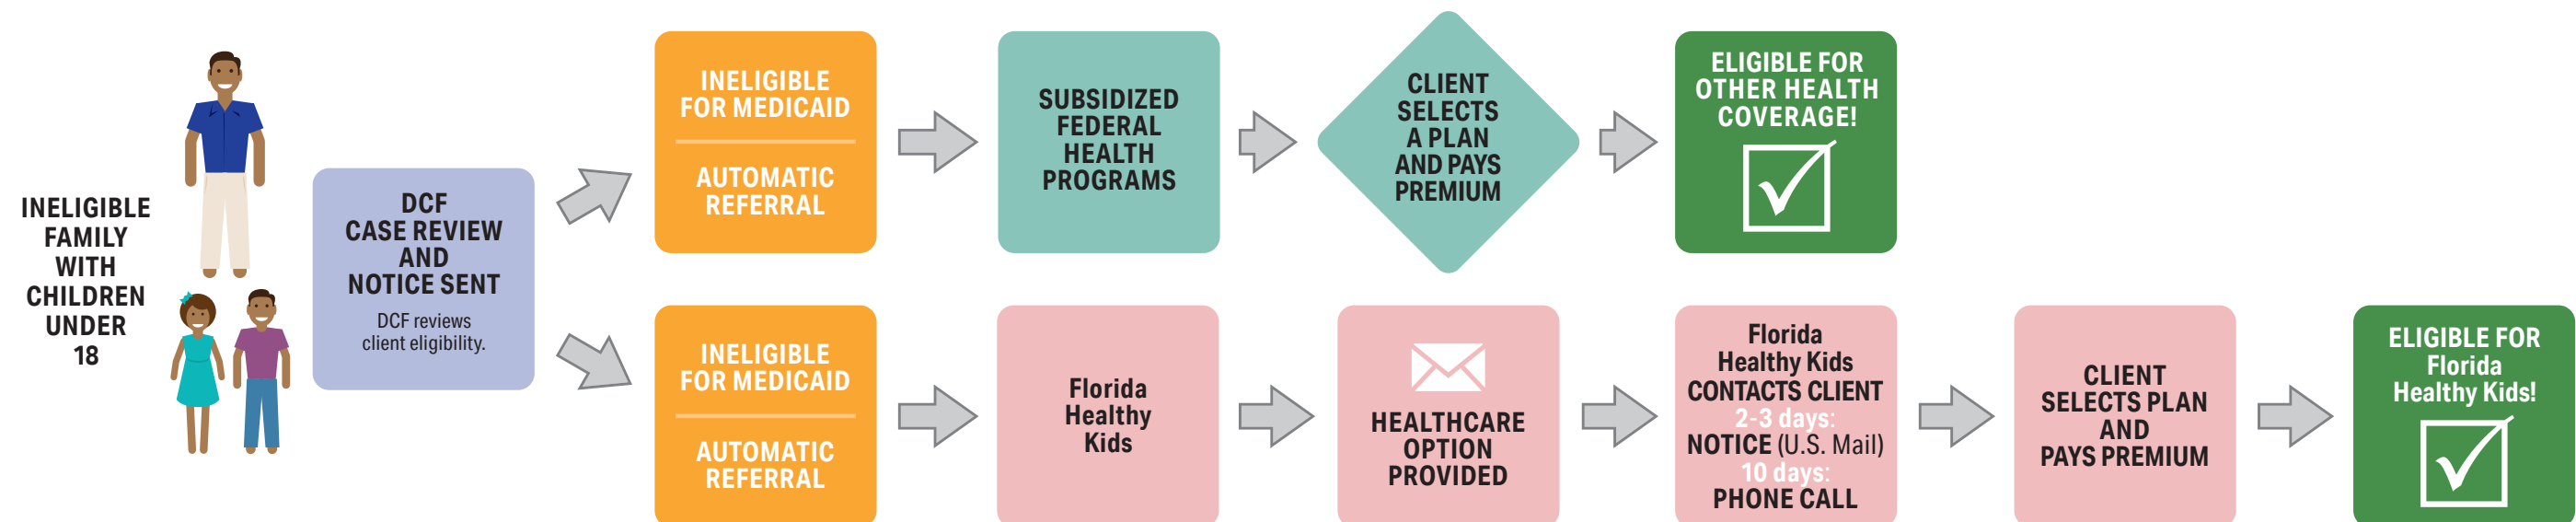 INELIGIBLE
FAMILY
WITH
CHILDREN
UNDER
18
DCF
CASE REVIEW
AND
NOTICE SENT
DCF reviews
client eligibility.
INELIGIBLE
FOR MEDICAID
AUTOMATIC
REFERRAL
SUBSIDIZED
FEDERAL
HEALTH
PROGRAMS
CLIENT
SELECTS
A PLAN
AND PAYS
PREMIUM
ELIGIBLE FOR
OTHER HEALTH
COVERAGE!
INELIGIBLE
FOR MEDICAID
AUTOMATIC
REFERRAL
Florida
Healthy
Kids
HEALTHCARE
OPTION
PROVIDED
Florida
Healthy Kids
CONTACTS CLIENT
2-3 days:
NOTICE (U.S. Mail)
10 days:
PHONE CALL
CLIENT
SELECTS PLAN
AND
PAYS PREMIUM
ELIGIBLE FOR
Florida
Healthy Kids!